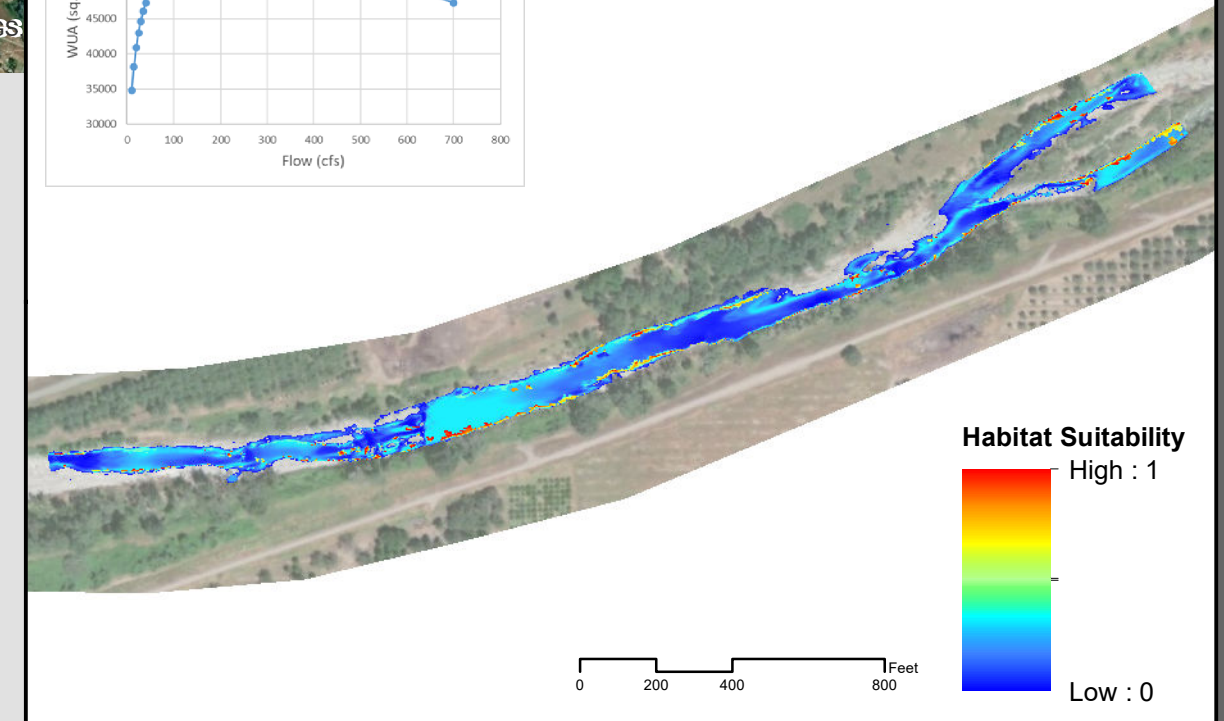 WUA (sq.
45000
40000
35000
30000
0 100 200 300 400 500 600 700 800
Flow (cfs)
Habitat Suitability
High : 1
=
Low : 0
Feet
0 200 400 800